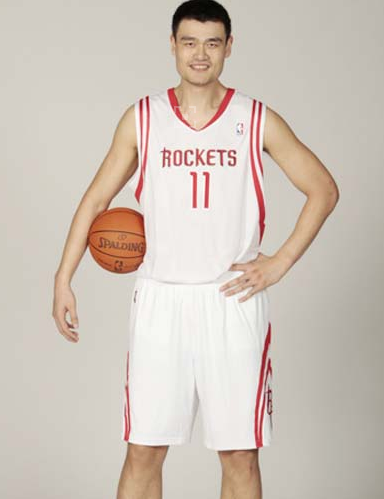 ROCKETS
11
SPALDING